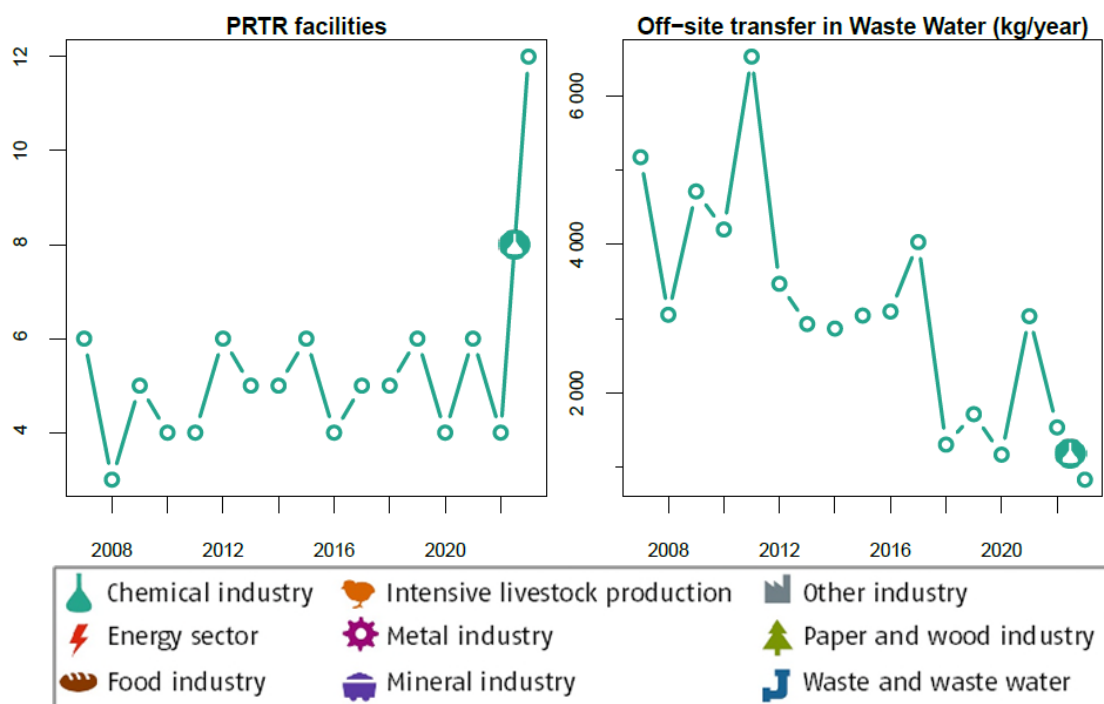 PRTR facilities
12
10
8
6
4
2008 2012 2016 2020
Off−site transfer in Waste Water (kg/year)
6 000
4 000
2 000
2008 2012 2016 2020
Chemical industry Intensive livestock production Other industry
Energy sector Metal industry Paper and wood industry
Food industry Mineral industry Waste and waste water